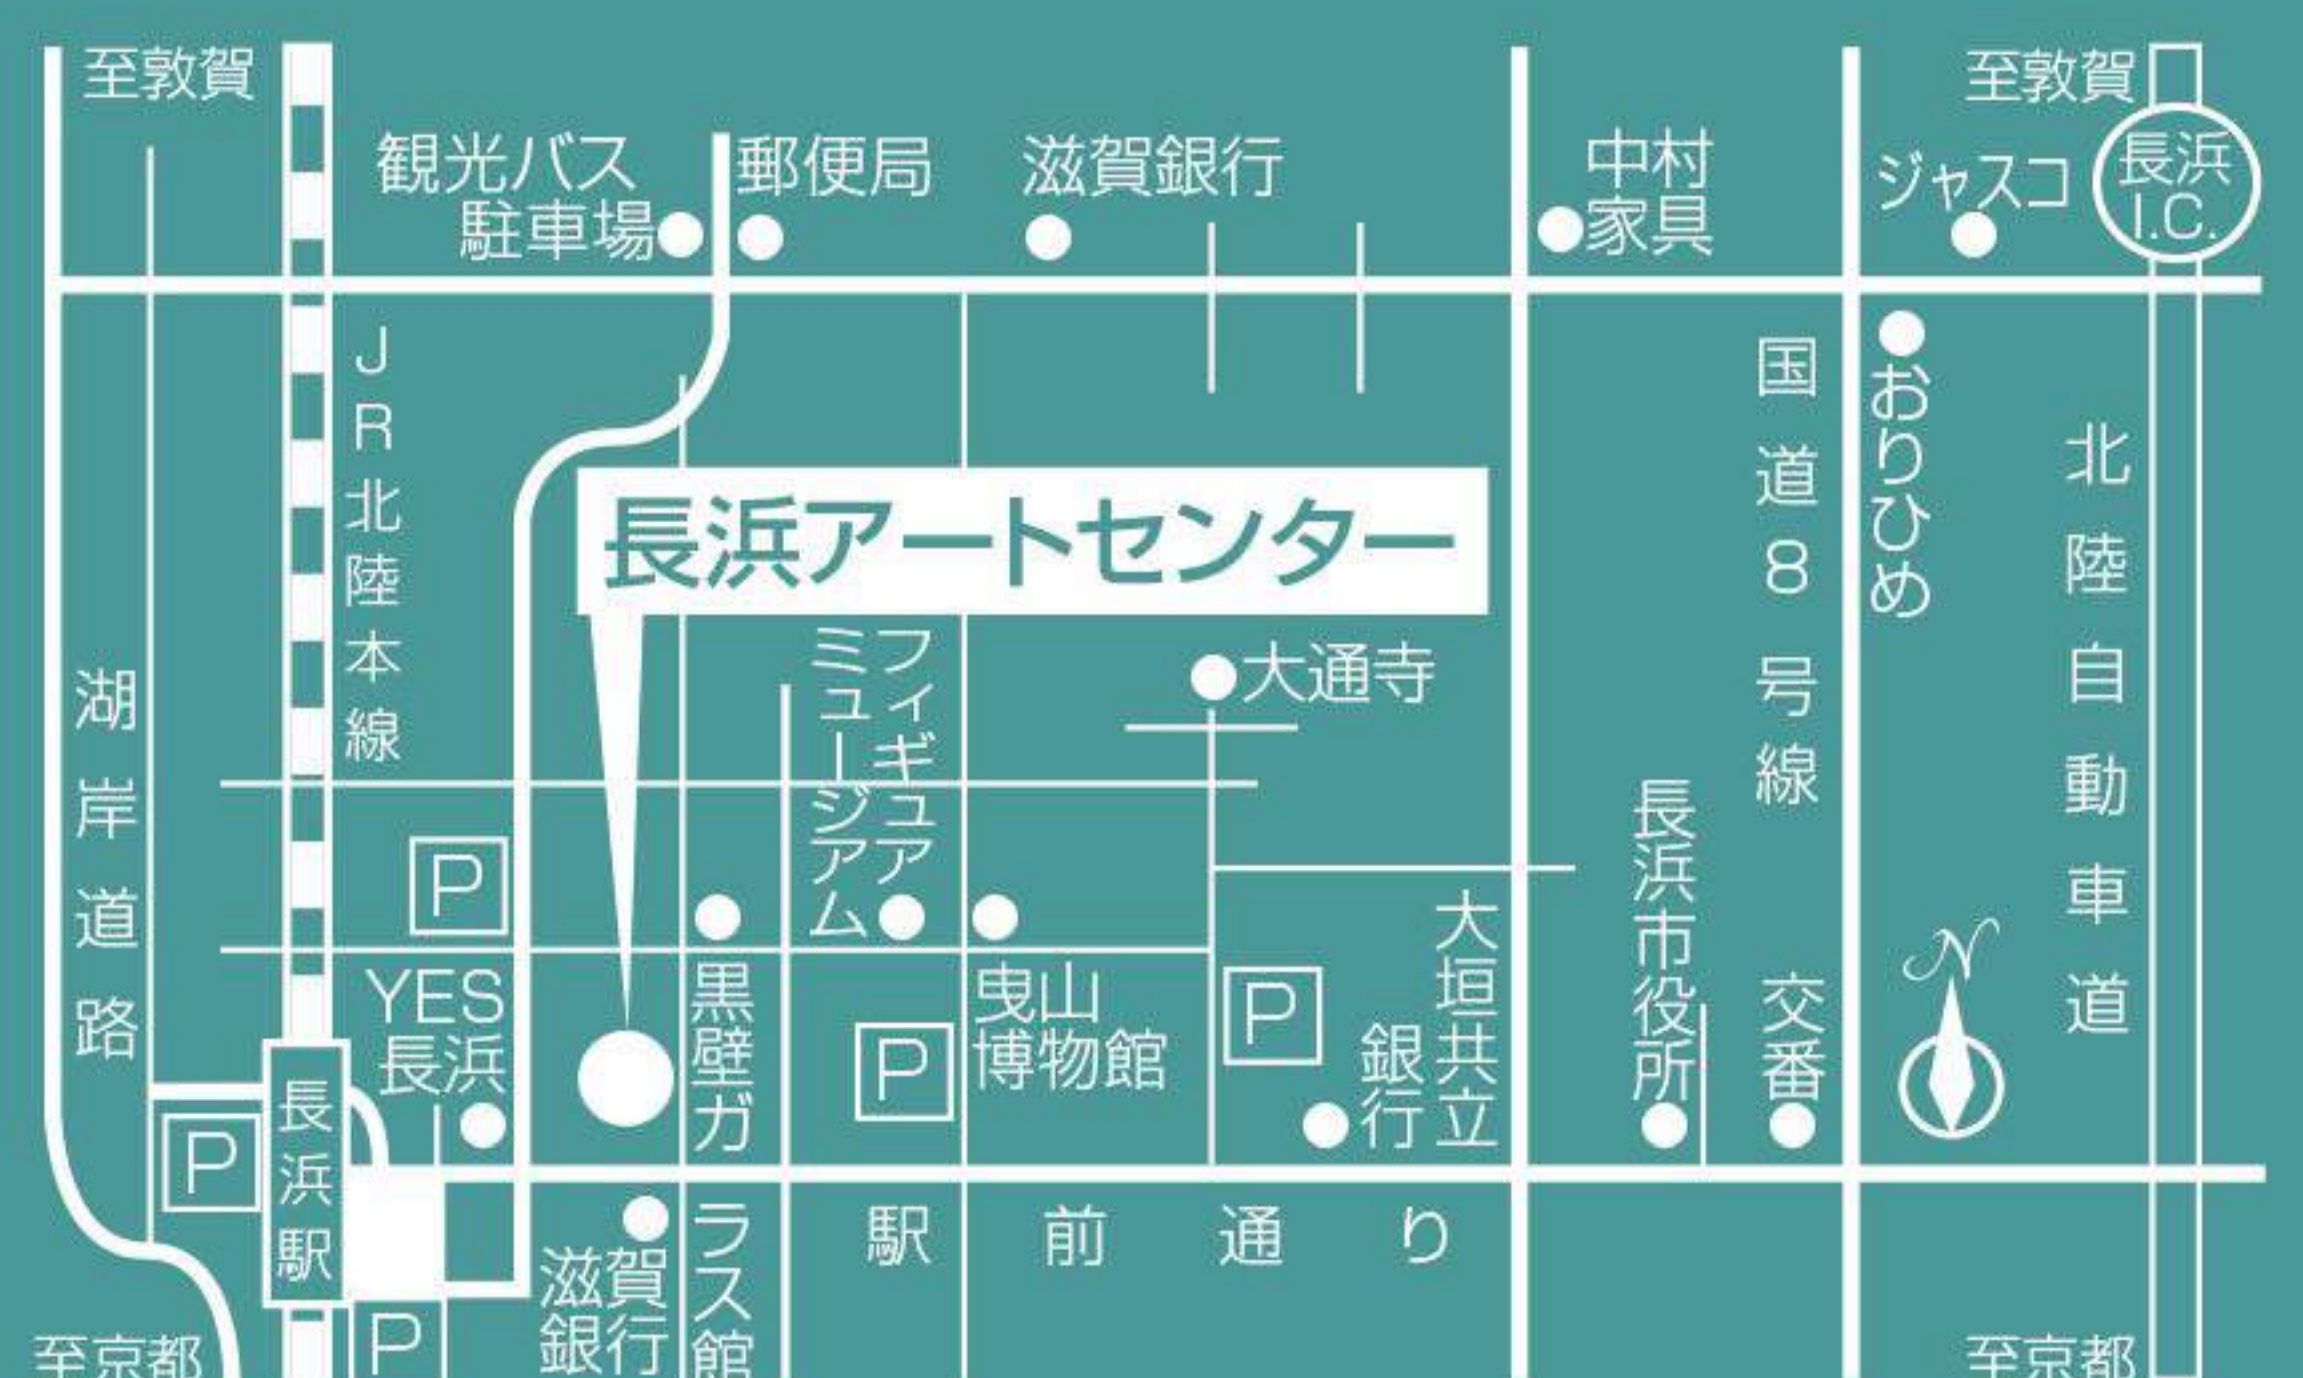 至敦賀
至敦賀
観光バス
駐車場
郵便局
滋賀銀行
中村
家具
ジャスコ
長浜
I.C.
JR北陸本線
国道8号線
おりひめ
北陸自動車道
長浜アートセンター
湖岸道路
フィギュア
ミュージアム
大通寺
P
YES
長浜
黒壁ガラス館
P
曳山
博物館
P
大垣共立
銀行
長浜市役所
交番
N
P
長浜駅
駅前通り
滋賀
銀行
P
至京都
至京都